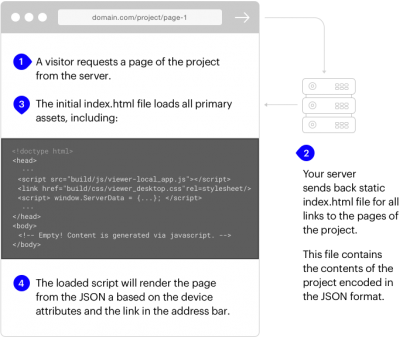 domain.com/project/page-1
1 A visitor requests a page of the project
from the server.
3 The initial index.html file loads all primary
assets, including:
<!doctype html>
<head>
...
<script src="build/js/viewer-local_app.js"></script>
<link href="build/css/viewer_desktop.css"rel=stylesheet/>
<script> window.ServerData = {...}; </script>
...
</head>
<body>
<!-- Empty! Content is generated via javascript. -->
</body>
4 The loaded script will render the page
from the JSON a based on the device
attributes and the link in the address bar.
2
Your server
sends back static
index.html file for all
links to the pages of
the project.
This file contains
the contents of the
project encoded in
the JSON format.